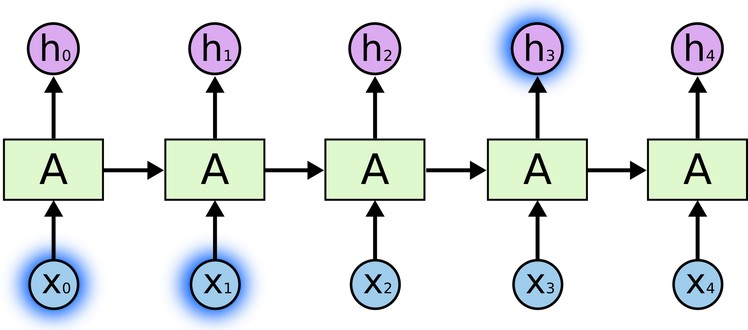 h₀ h₁ h₂ h₃ h₄
A A A A A
x₀ x₁ x₂ x₃ x₄